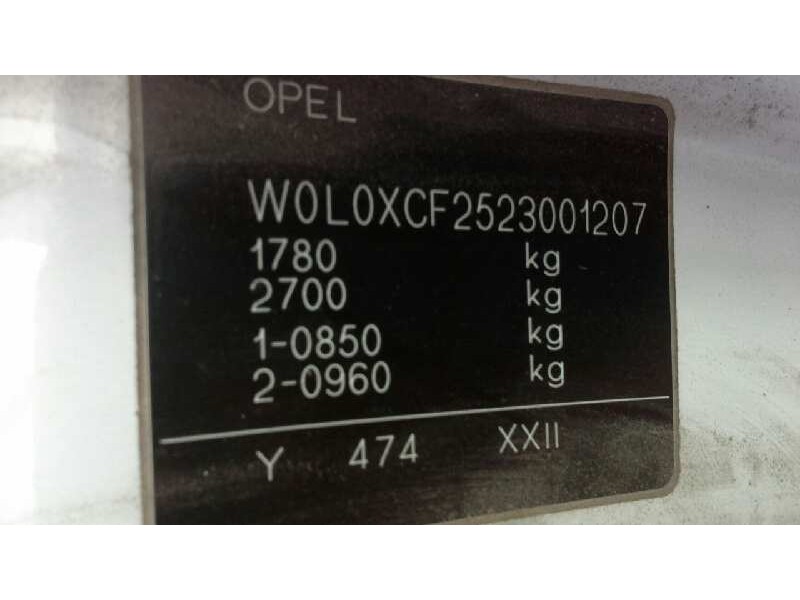 OPEL
W0L0XCF2523001207
1780 kg
2700 kg
1-0850 kg
2-0960 kg
Y 474 XXII